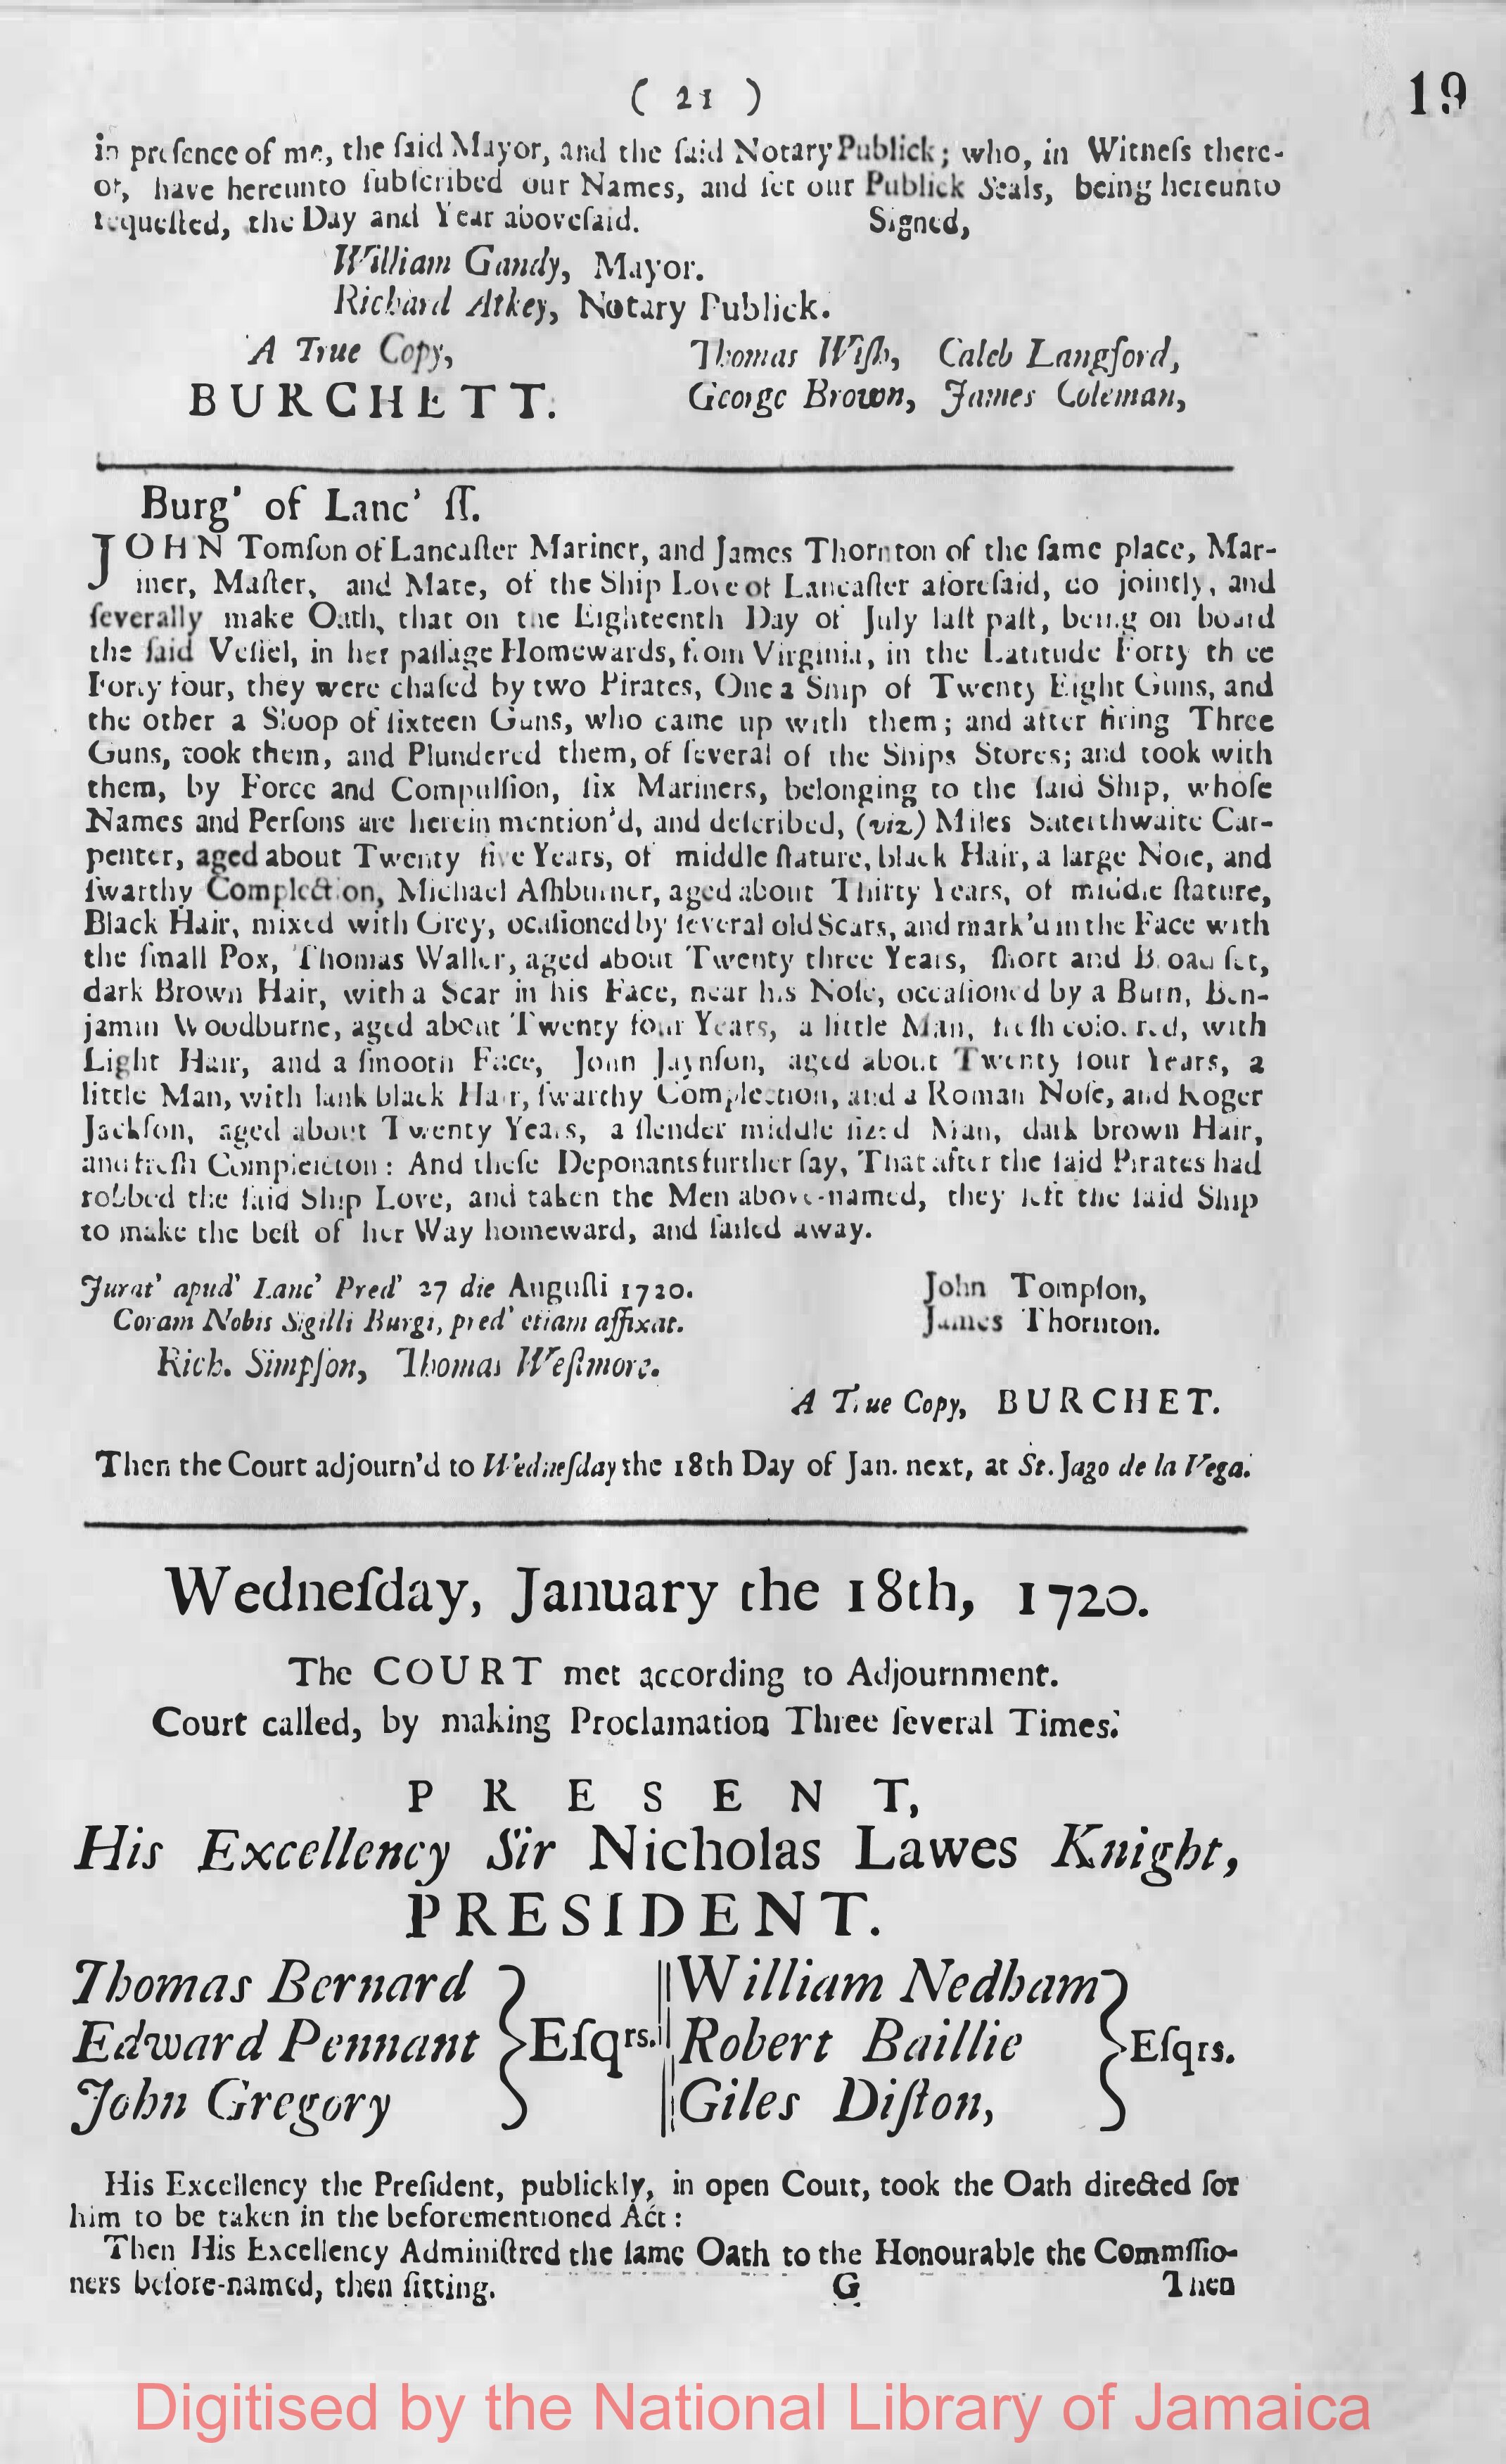 ( 21 )
19
in preſence of me, the ſaid Mayor, and the ſaid Notary Publick; who, in Witneſs there-
of, have hereunto ſubſcribed our Names, and ſet our Publick Seals, being hereunto
requeſted, the Day and Year aboveſaid. Signed,
William Gandy, Mayor.
Richard Atkey, Notary Publick.
A True Copy, Thomas Wiſh, Caleb Langſord,
BURCHETT. George Brown, James Coleman,
Burg' of Lanc' ſſ.
JOHN Tomſon of Lancaſter Mariner, and James Thornton of the ſame place, Mar-
iner, Maſter, and Mate, of the Ship Love of Lancaſter aforeſaid, do jointly, and
ſeverally make Oath, that on the Eighteenth Day of July laſt paſt, being on board
the ſaid Veſſel, in her paſſage Homewards, from Virginia, in the Latitude Forty three
Forty four, they were chaſed by two Pirates, One a Ship of Twenty Eight Guns, and
the other a Sloop of ſixteen Guns, who came up with them; and after firing Three
Guns, took them, and Plundered them, of ſeveral of the Ships Stores; and took with
them, by Force and Compulſſion, ſix Mariners, belonging to the ſaid Ship, whoſe
Names and Perſons are herein mention'd, and deſcribed, (viz) Miles Saterthwaite Car-
penter, aged about Twenty five Years, of middle ſtature, black Hair, a large Noſe, and
ſwarthy Complection, Michael Aſhburner, aged about Thirty Years, of middle ſtature,
Black Hair, mixed with Grey, ocaſioned by ſeveral old Scars, and mark'd in the Face with
the ſmall Pox, Thomas Waller, aged about Twenty three Years, ſhort and Broad ſet,
dark Brown Hair, with a Scar in his Face, near his Noſe, occaſioned by a Burn, Ben-
jamin Woodburne, aged about Twenty four Years, a little Man, freſh coloured, with
Light Hair, and a ſmooth Face, John Jaynſon, aged about Twenty four Years, a
little Man, with lank black Hair, ſwarthy Complection, and a Roman Noſe, and Roger
Jackſon, aged about Twenty Years, a ſlender middle ſized Man, dark brown Hair,
and freſh Complection: And theſe Deponants further ſay, That after the ſaid Pirates had
robbed the ſaid Ship Love, and taken the Men above-named, they left the ſaid Ship
to make the beſt of her Way homeward, and ſailed away.
Jurat' apud' Lanc' Pred' 27 die Auguſti 1720. John Tompſon,
Coram Nobis Sigilli Burgi, pred' etiam affixat. James Thornton.
Rich. Simpſon, Thomas Weſtmore.
A True Copy, BURCHET.
Then the Court adjourn'd to Wedneſday the 18th Day of Jan. next, at St. Jago de la Vega.
Wedneſday, January the 18th, 1720.
The COURT met according to Adjournment.
Court called, by making Proclamation Three ſeveral Times.
PRESENT,
His Excellency Sir Nicholas Lawes Knight,
PRESIDENT.
Thomas Bernard William Nedham
Edward Pennant Eſqrs. Robert Baillie Eſqrs.
John Gregory Giles Diſton,
His Excellency the Preſident, publickly, in open Court, took the Oath directed for
him to be taken in the beforementioned Act:
Then His Excellency Adminiſtred the ſame Oath to the Honourable the Commſſio-
ners before-named, then ſitting. G Then
Digitised by the National Library of Jamaica